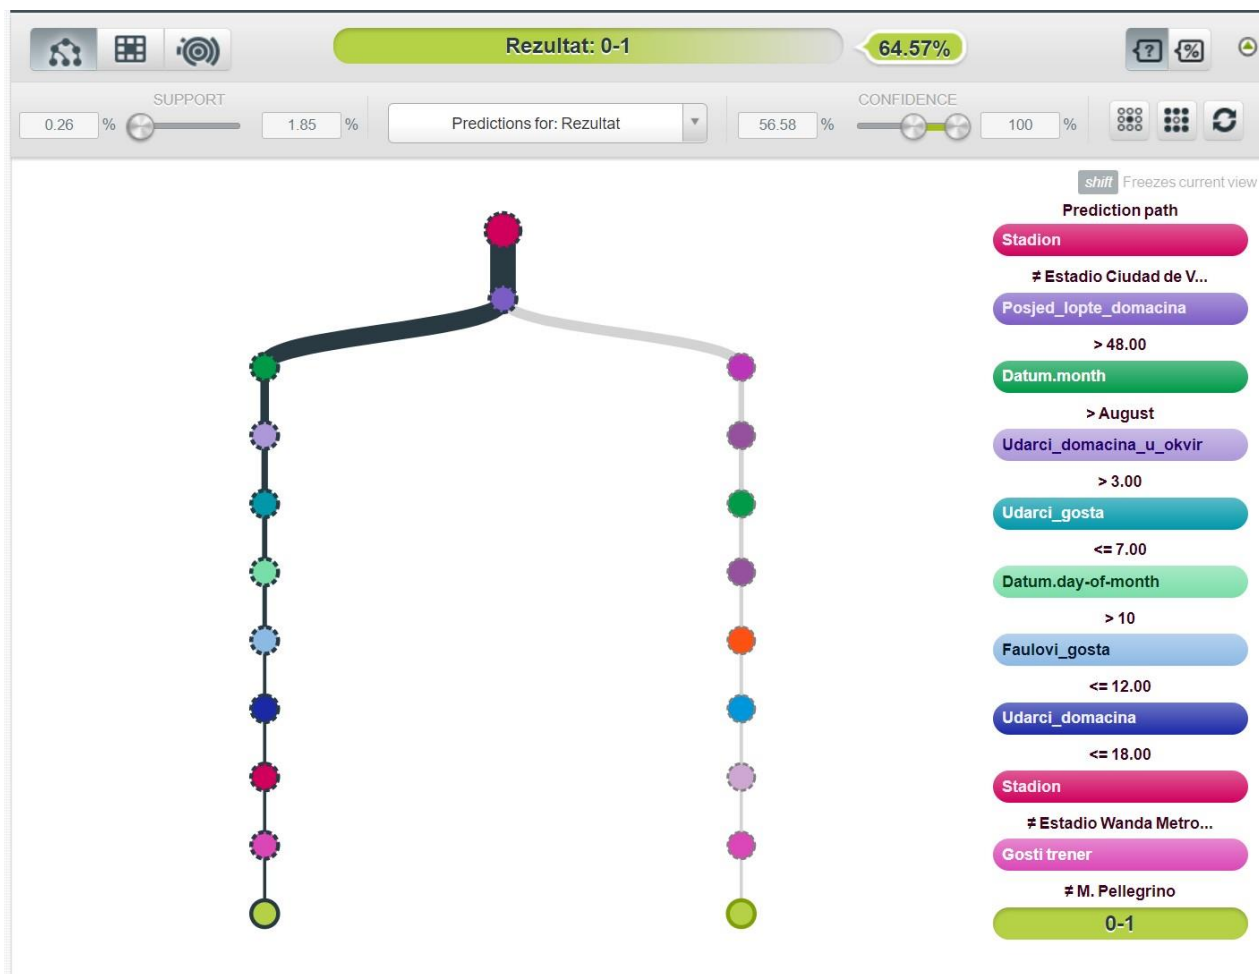 Rezultat: 0-1
64.57%
{?
{%
SUPPORT
CONFIDENCE
0.26 %
1.85 %
Predictions for: Rezultat
56.58 %
100 %
shift Freezes current view
Prediction path
Stadion
≠ Estadio Ciudad de V...
Posjed_lopte_domacina
> 48.00
Datum.month
> August
Udarci_domacina_u_okvir
> 3.00
Udarci_gosta
<= 7.00
Datum.day-of-month
> 10
Faulovi_gosta
<= 12.00
Udarci_domacina
<= 18.00
Stadion
≠ Estadio Wanda Metro...
Gosti trener
≠ M. Pellegrino
0-1